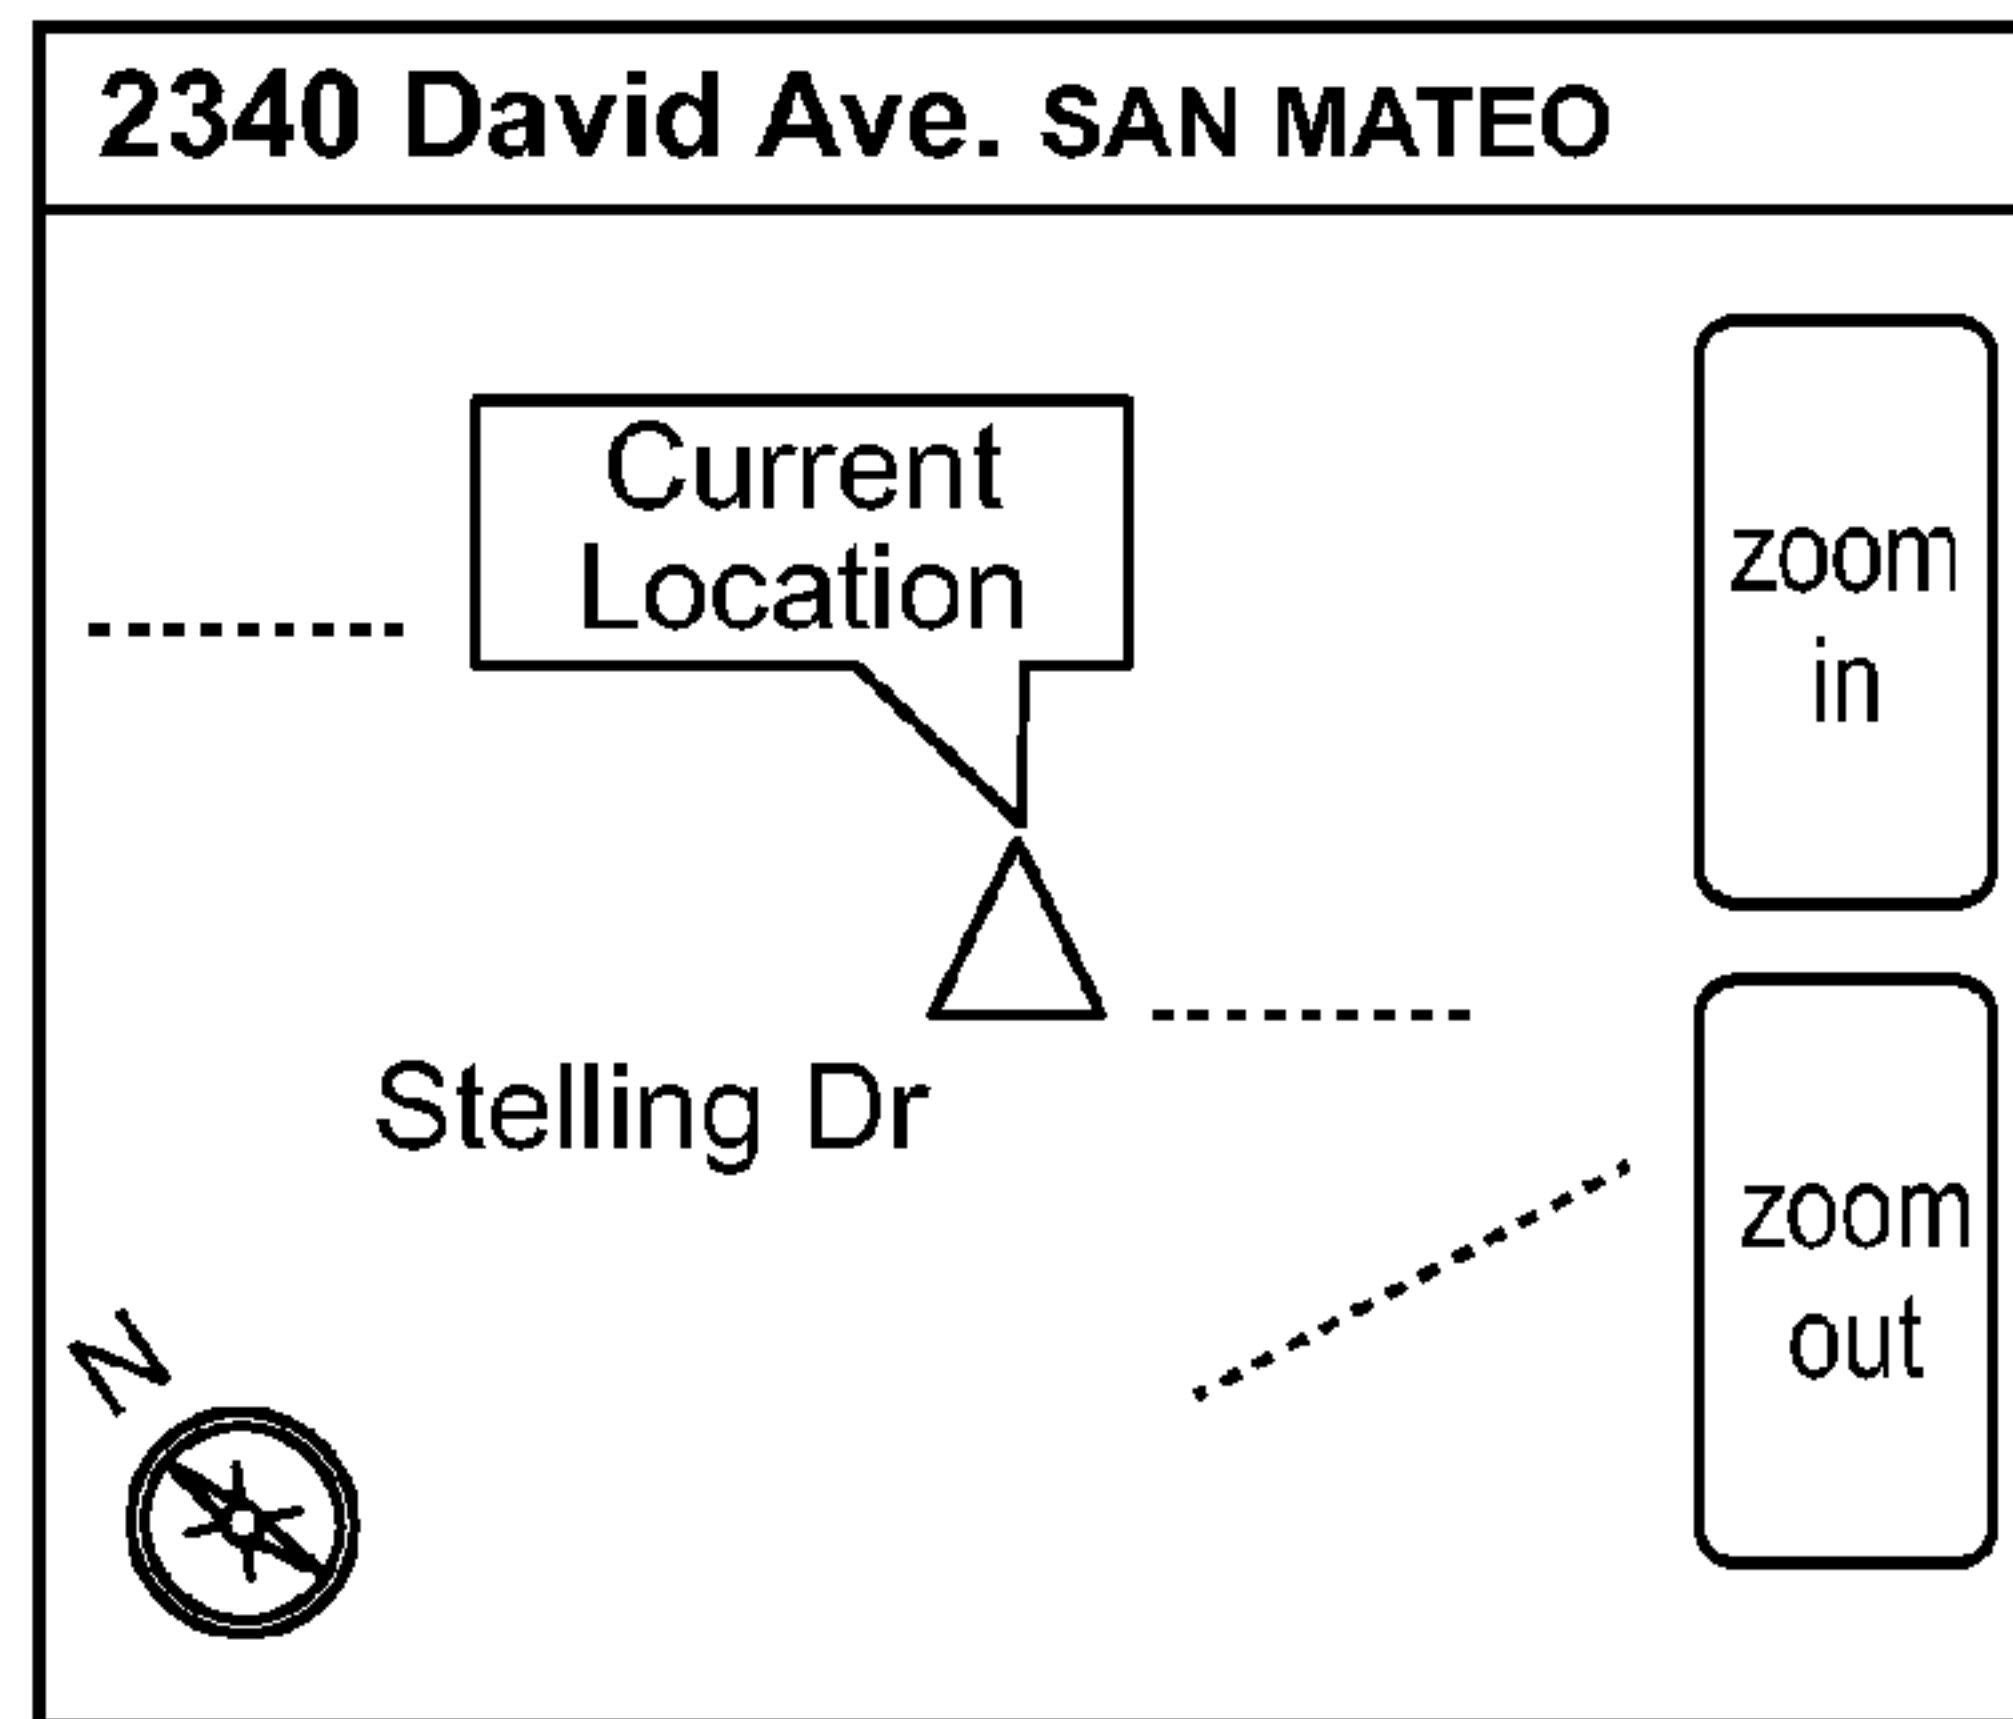 2340 David Ave. SAN MATEO
Current
Location
zoom
in
Stelling Dr
zoom
out
N